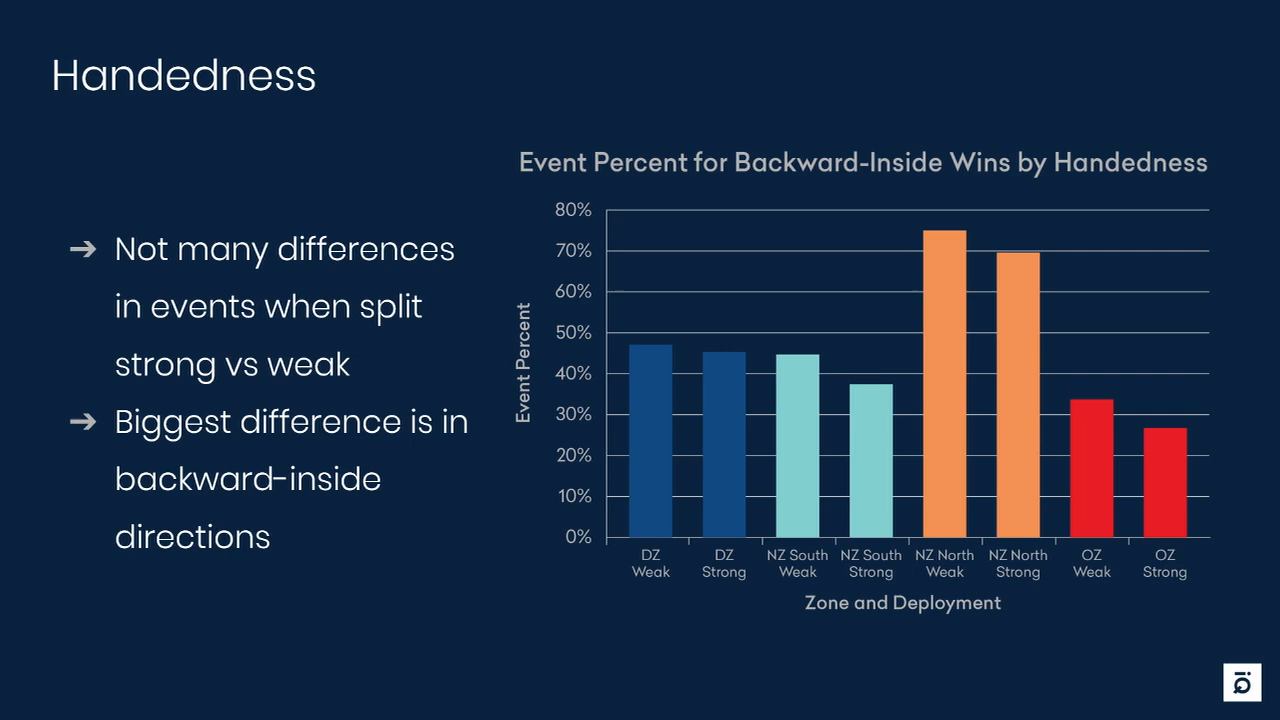 Handedness
Event Percent for Backward-Inside Wins by Handedness
➔ Not many differences
in events when split
strong vs weak
➔ Biggest difference is in
backward-inside
directions
Event Percent
80%
70%
60%
50%
40%
30%
20%
10%
0%
DZ Weak
DZ Strong
NZ South Weak
NZ South Strong
NZ North Weak
NZ North Strong
OZ Weak
OZ Strong
Zone and Deployment